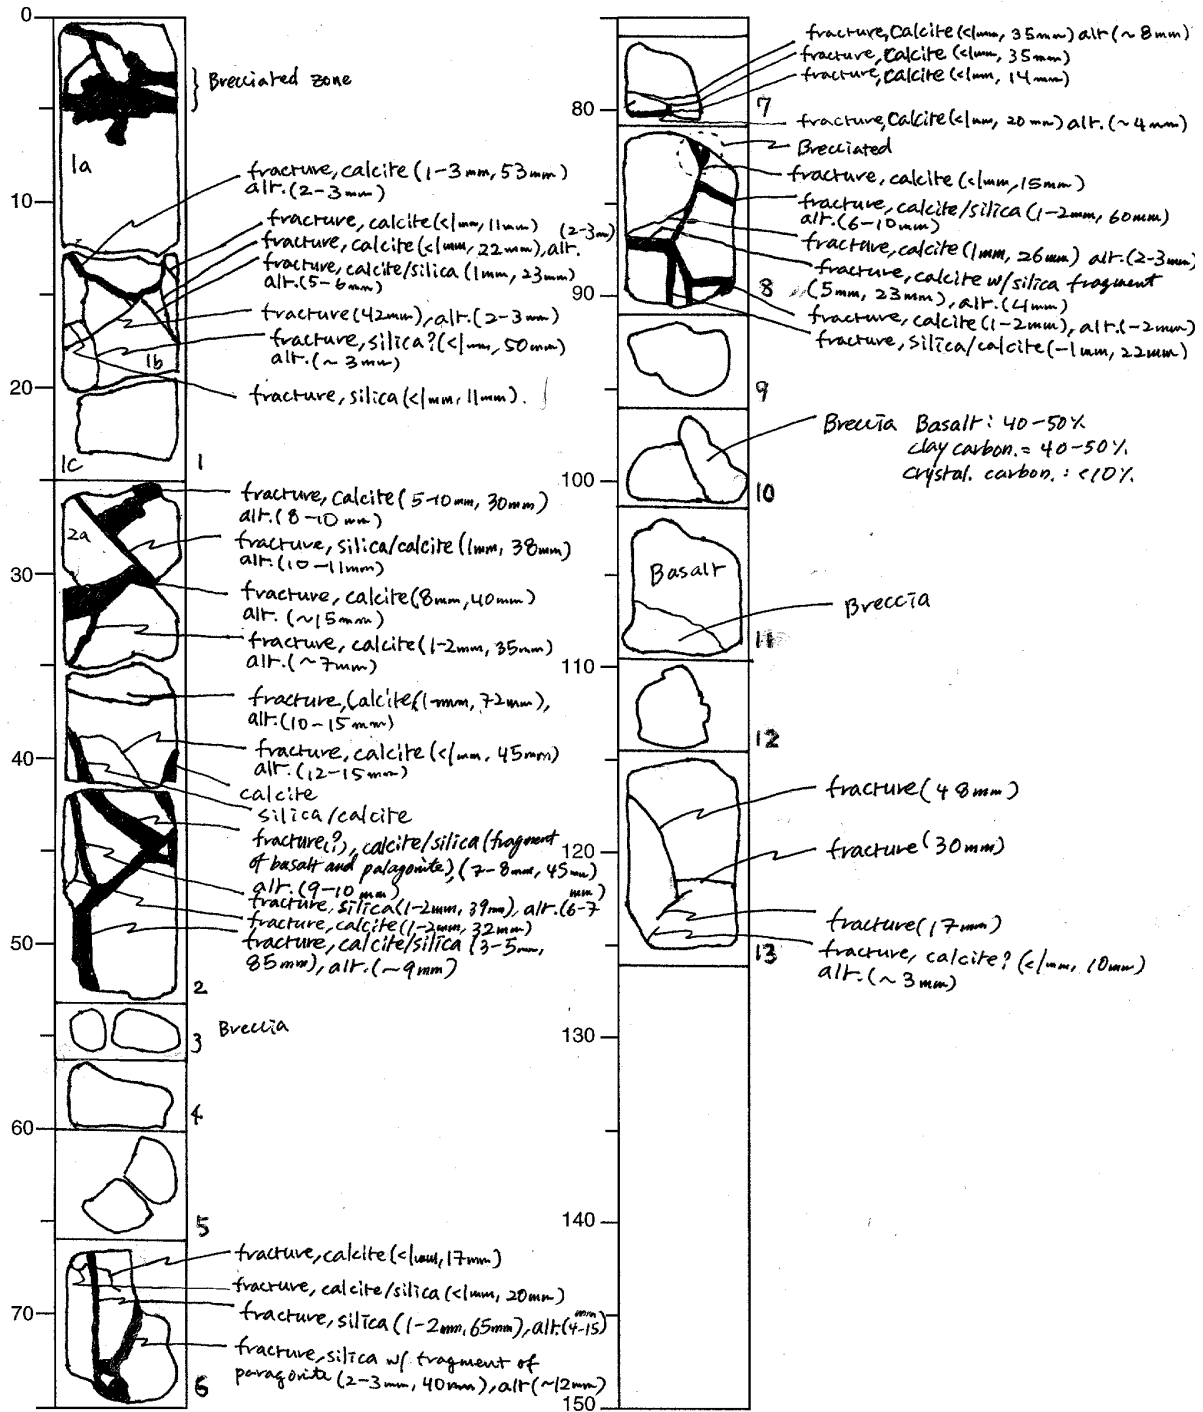 0
Brecciated zone
1a
fracture, calcite (1-3mm, 53mm)
alt. (2-3mm)
10
fracture, calcite (<1mm, 11mm) (2-3m)
fracture, calcite (<1mm, 22mm), alt.
fracture, calcite/silica (1mm, 23mm)
alt. (5-6mm)
fracture (42mm), alt. (2-3mm)
fracture, silica? (<1mm, 50mm)
1b
alt. (~3mm)
20
fracture, silica (<1mm, 11mm).
1c
1
fracture, calcite (5-10mm, 30mm)
alt. (8-10mm)
2a
fracture, silica/calcite (1mm, 38mm)
alt. (10-11mm)
30
fracture, calcite (8mm, 40mm)
alt. (~15mm)
fracture, calcite (1-2mm, 35mm)
alt. (~7mm)
fracture, calcite (1-mm, 72mm),
alt. (10-15mm)
40
fracture, calcite (<1mm, 45mm)
alt. (12-15mm)
calcite
silica/calcite
fracture(?), calcite/silica (fragment
of basalt and palagonite), (7-8mm, 45mm)
alt. (9-10mm)
fracture, silica (1-2mm, 39mm), alt. (6-7
mm)
fracture, calcite (1-2mm, 32mm)
fracture, calcite/silica (3-5mm,
85mm), alt. (~9mm)
50
2
Breccia
3
4
60
5
fracture, calcite (<1mm, 17mm)
fracture, calcite/silica (<1mm, 20mm)
70
fracture, silica (1-2mm, 65mm), alt. (4-15
mm)
fracture, silica w/ fragment of
paragonite (2-3mm, 40mm), alt (~12mm)
6
fracture, calcite (<1mm, 35mm) alt (~8mm)
fracture, calcite (<1mm, 35mm)
fracture, calcite (<1mm, 14mm)
7
80
fracture, calcite (<1mm, 20mm) alt. (~4mm)
Brecciated
fracture, calcite (<1mm, 15mm)
fracture, calcite/silica (1-2mm, 60mm)
alt. (6-10mm)
fracture, calcite (1mm, 26mm) alt. (2-3mm)
fracture, calcite w/silica fragment
(5mm, 23mm), alt. (4mm)
8
90
fracture, calcite (1-2mm), alt. (-2mm)
fracture, silica/calcite (-1mm, 22mm)
9
Breccia Basalt: 40-50%
clay carbon. = 40-50%
crystal. carbon. : <10%
100
10
Basalt
Breccia
11
110
12
fracture (48mm)
120
fracture (30mm)
fracture (17mm)
fracture, calcite? (<1mm, 10mm)
alt. (~3mm)
13
130
140
150